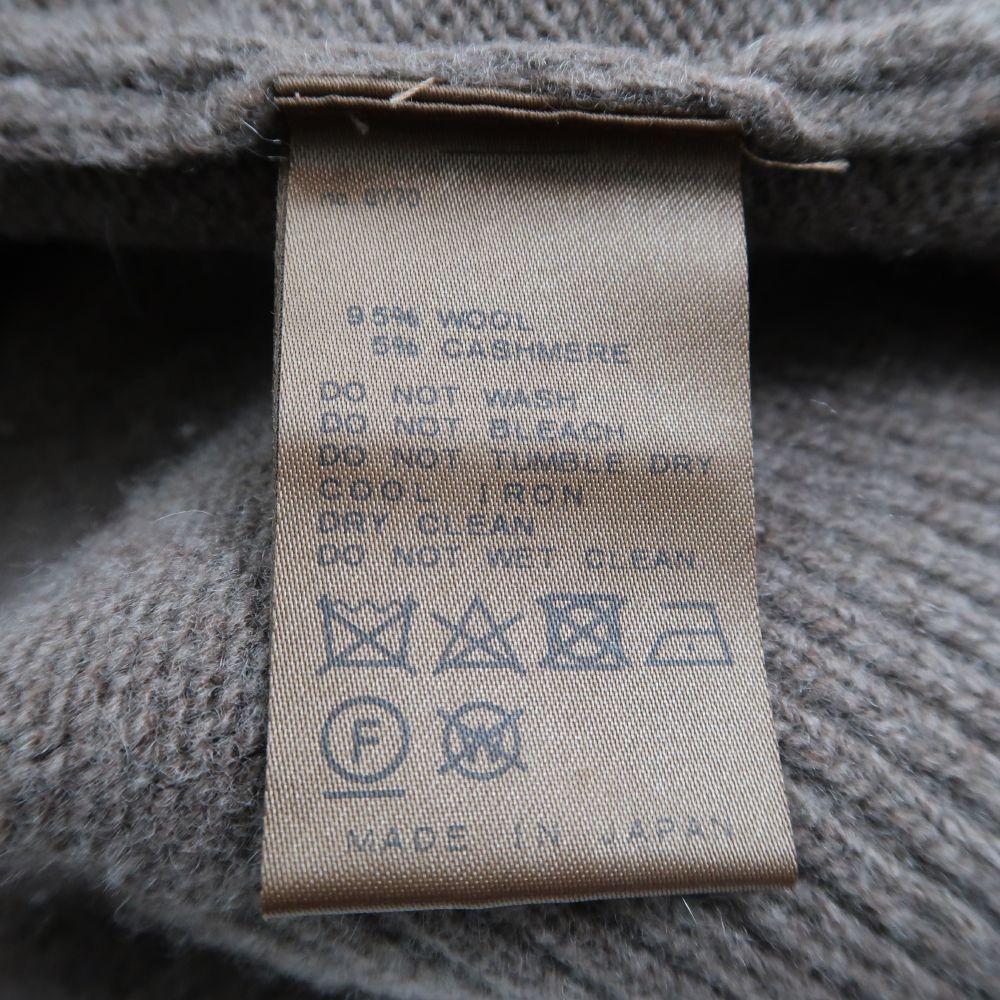 95% WOOL
5% CASHMERE
DO NOT WASH
DO NOT BLEACH
DO NOT TUMBLE DRY
COOL IRON
DRY CLEAN
DO NOT WET CLEAN
F W
MADE IN JAPAN